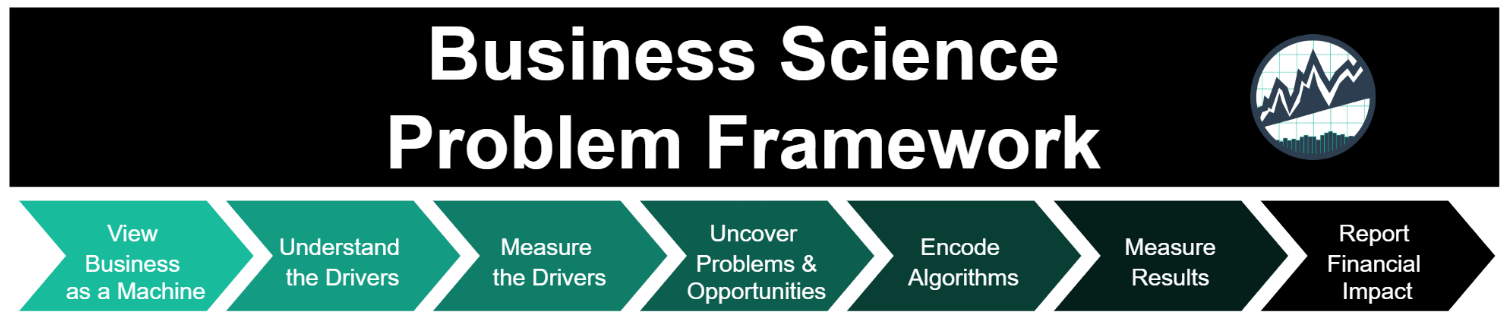 Business Science
Problem Framework
View
Business
as a Machine
Understand
the Drivers
Measure
the Drivers
Uncover
Problems &
Opportunities
Encode
Algorithms
Measure
Results
Report
Financial
Impact